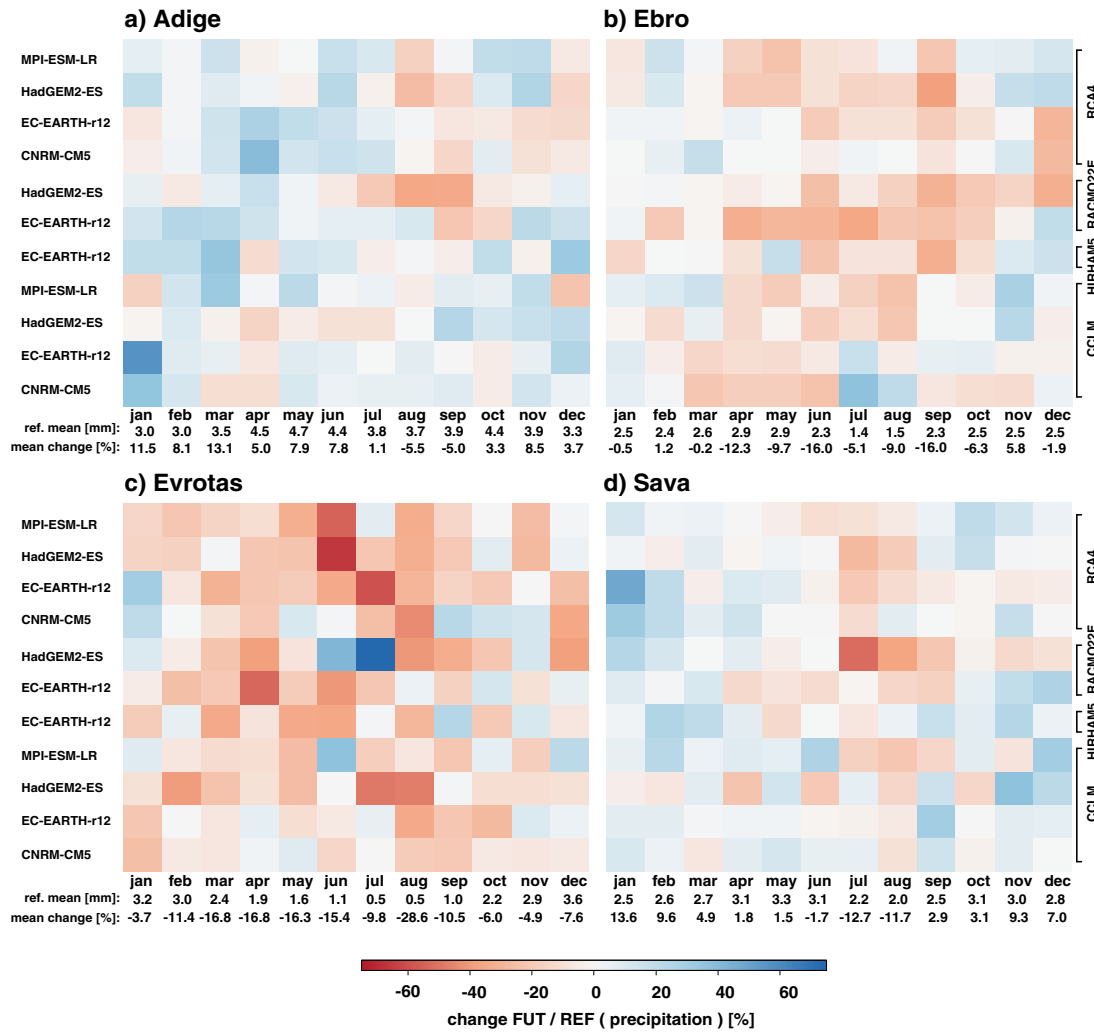 a) Adige
b) Ebro
MPI-ESM-LR
HadGEM2-ES
EC-EARTH-r12
CNRM-CM5
HadGEM2-ES
EC-EARTH-r12
EC-EARTH-r12
MPI-ESM-LR
HadGEM2-ES
EC-EARTH-r12
CNRM-CM5
RCA4
RACMO22E
HIRHAM5
CCLM
jan feb mar apr may jun jul aug sep oct nov dec
jan feb mar apr may jun jul aug sep oct nov dec
ref. mean [mm]: 3.0 3.0 3.5 4.5 4.7 4.4 3.8 3.7 3.9 4.4 3.9 3.3
2.5 2.4 2.6 2.9 2.9 2.3 1.4 1.5 2.3 2.5 2.5 2.5
mean change [%]: 11.5 8.1 13.1 5.0 7.9 7.8 1.1 -5.5 -5.0 3.3 8.5 3.7
-0.5 1.2 -0.2 -12.3 -9.7 -16.0 -5.1 -9.0 -16.0 -6.3 5.8 -1.9
c) Evrotas
d) Sava
MPI-ESM-LR
HadGEM2-ES
EC-EARTH-r12
CNRM-CM5
HadGEM2-ES
EC-EARTH-r12
EC-EARTH-r12
MPI-ESM-LR
HadGEM2-ES
EC-EARTH-r12
CNRM-CM5
RCA4
RACMO22E
HIRHAM5
CCLM
jan feb mar apr may jun jul aug sep oct nov dec
jan feb mar apr may jun jul aug sep oct nov dec
ref. mean [mm]: 3.2 3.0 2.4 1.9 1.6 1.1 0.5 0.5 1.0 2.2 2.9 3.6
2.5 2.6 2.7 3.1 3.3 3.1 2.2 2.0 2.5 3.1 3.0 2.8
mean change [%]: -3.7 -11.4 -16.8 -16.8 -16.3 -15.4 -9.8 -28.6 -10.5 -6.0 -4.9 -7.6
13.6 9.6 4.9 1.8 1.5 -1.7 -12.7 -11.7 2.9 3.1 9.3 7.0
-60 -40 -20 0 20 40 60
change FUT / REF ( precipitation ) [%]